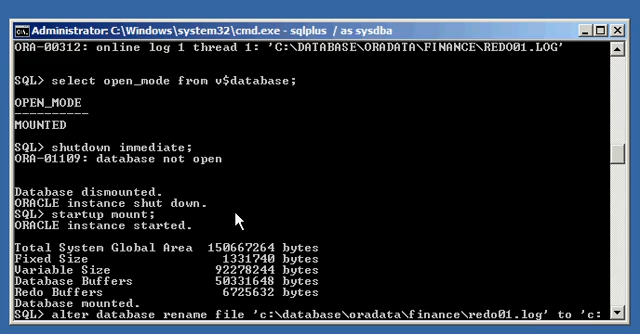 Administrator: C:\Windows\system32\cmd.exe - sqlplus / as sysdba
ORA-00312: online log 1 thread 1: 'C:\DATABASE\ORADATA\FINANCE\REDO01.LOG'
SQL> select open_mode from v$database;
OPEN_MODE
----------
MOUNTED
SQL> shutdown immediate;
ORA-01109: database not open
Database dismounted.
ORACLE instance shut down.
SQL> startup mount;
ORACLE instance started.
Total System Global Area  150667264 bytes
Fixed Size                  1331740 bytes
Variable Size              92278244 bytes
Database Buffers           50331648 bytes
Redo Buffers                6725632 bytes
Database mounted.
SQL> alter database rename file 'c:\database\oradata\finance\redo01.log' to 'c: